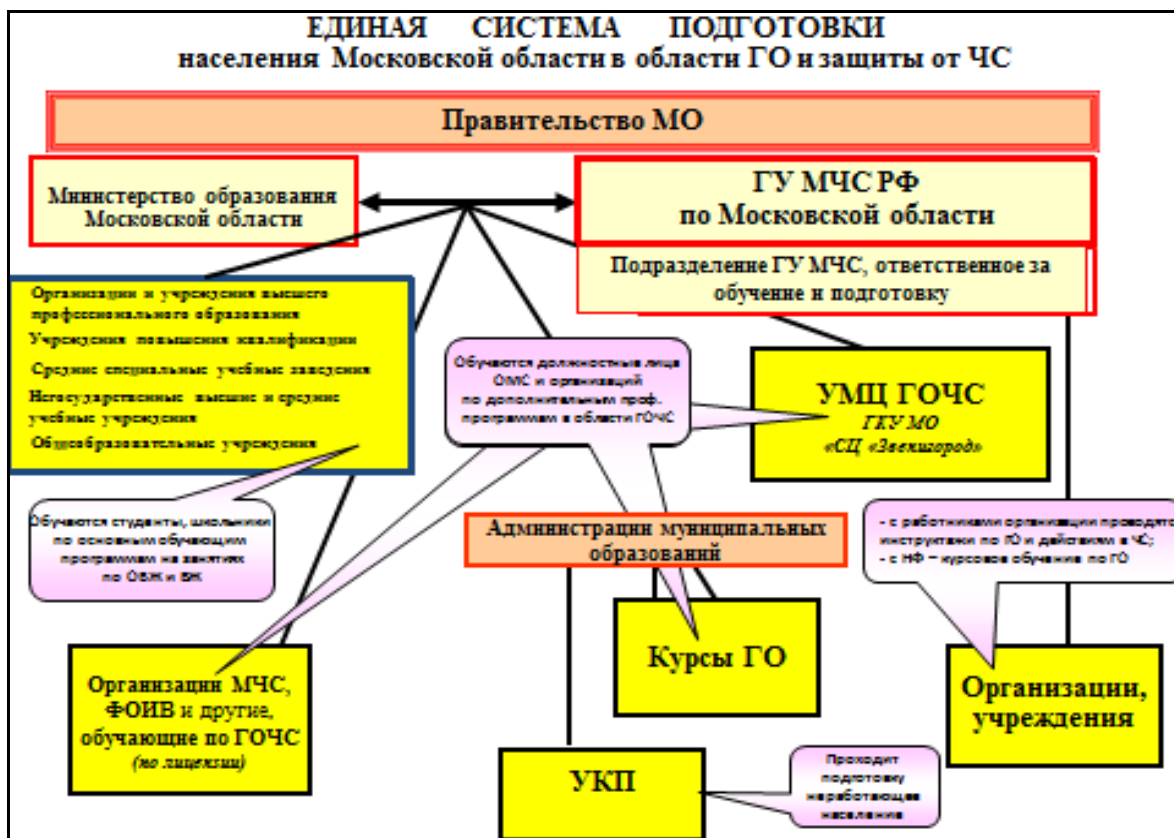 ЕДИНАЯ СИСТЕМА ПОДГОТОВКИ
населения Московской области в области ГО и защиты от ЧС
Правительство МО
Министерство образования
Московской области
ГУ МЧС РФ
по Московской области
Подразделение ГУ МЧС, ответственное за
обучение и подготовку
Организации и учреждения высшего
профессионального образования
Учреждения повышения квалификации
Средние специальные учебные заведения
Негосударственные высшие и средние
учебные учреждения
Общеобразовательные учреждения
Обучаются должностные лица
ОМС и организаций
по дополнительным проф.
программам в области ГОЧС
УМЦ ГОЧС
ГКУ МО
«СЦ «Звенигород»
Обучаются студенты, школьники
по основным обучающим
программам на занятиях
по ОБЖ и БЖ
Администрации муниципальных
образований
- с работниками организации проводятс
инструктажи по ГО и действиям в ЧС;
- с НФ – курсовое обучение по ГО
Организации МЧС,
ФОИВ и другие,
обучающие по ГОЧС
(по лицензии)
Курсы ГО
Организации,
учреждения
УКП
Проходит
подготовку
неработающее
население